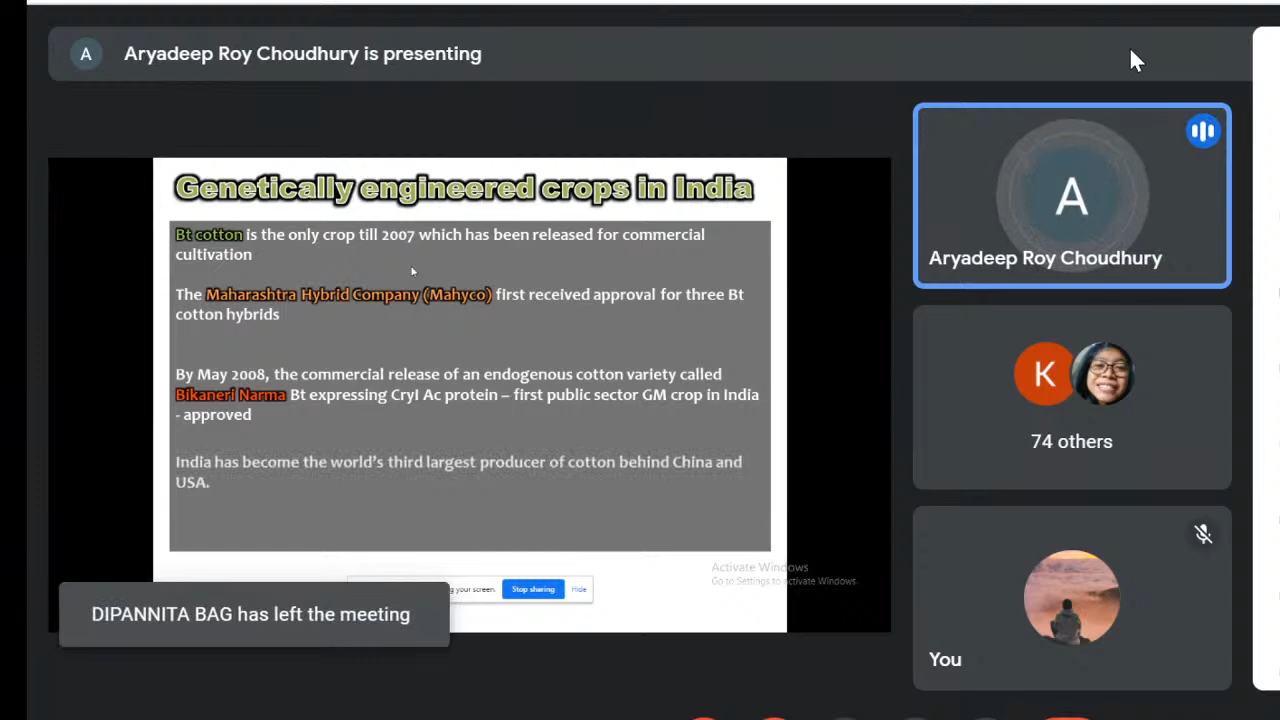 A
Aryadeep Roy Choudhury is presenting
Genetically engineered crops in India
Bt cotton is the only crop till 2007 which has been released for commercial
cultivation
The Maharashtra Hybrid Company (Mahyco) first received approval for three Bt
cotton hybrids
By May 2008, the commercial release of an endogenous cotton variety called
Bikaneri Narma Bt expressing CryI Ac protein – first public sector GM crop in India
- approved
India has become the world's third largest producer of cotton behind China and
USA.
Activate Windows
Go to Settings to activate Windows.
your screen.
Stop sharing
Hide
DIPANNITA BAG has left the meeting
A
Aryadeep Roy Choudhury
K
74 others
You